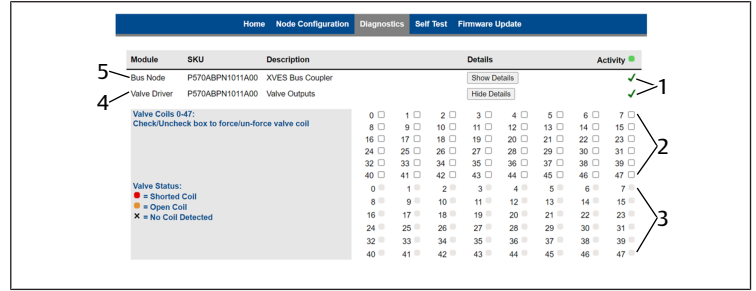 Home Node Configuration Diagnostics Self Test Firmware Update
Module SKU Description Details Activity
5 Bus Node P570ABPN1011A00 XVES Bus Coupler Show Details 1
4 Valve Driver P570ABPN1011A00 Valve Outputs Hide Details
Valve Coils 0-47:
Check/Uncheck box to force/un-force valve coil
0 1 2 3 4 5 6 7
8 9 10 11 12 13 14 15
16 17 18 19 20 21 22 23
24 25 26 27 28 29 30 31
32 33 34 35 36 37 38 39
40 41 42 43 44 45 46 47
2
Valve Status:
= Shorted Coil
= Open Coil
X = No Coil Detected
0 1 2 3 4 5 6 7
8 9 10 11 12 13 14 15
16 17 18 19 20 21 22 23
24 25 26 27 28 29 30 31
32 33 34 35 36 37 38 39
40 41 42 43 44 45 46 47
3